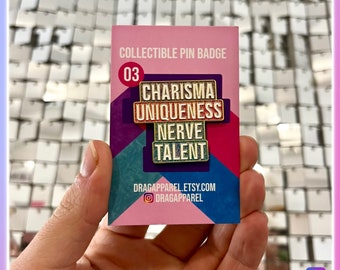 COLLECTIBLE PIN BADGE
03
CHARISMA
UNIQUENESS
NERVE
TALENT
DRAGAPPAREL.ETSY.COM
DRAGAPPAREL